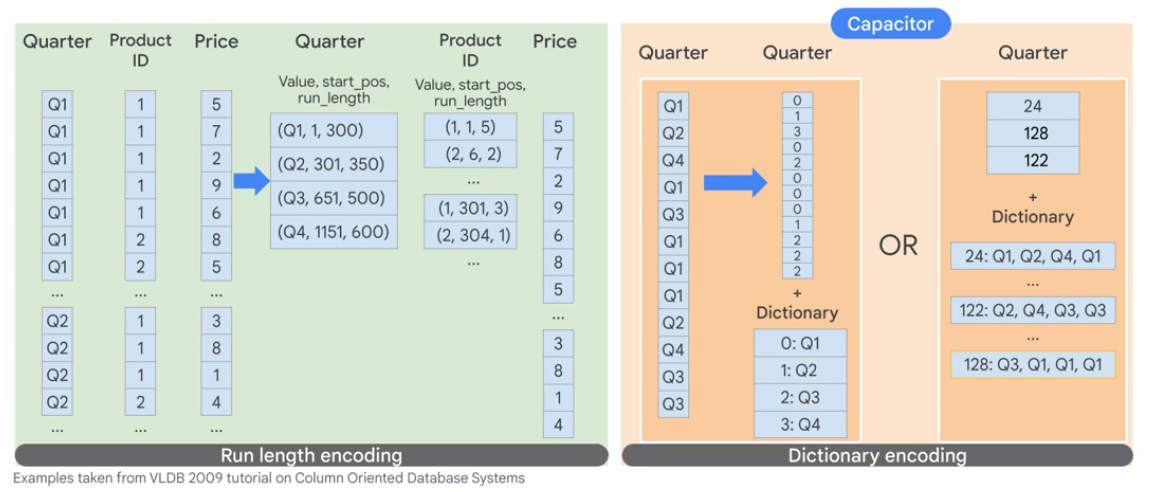 Capacitor
Quarter
Product
ID
Price
Quarter
Value, start_pos,
run_length
Product
ID
Value, start_pos,
run_length
Price
Q1 1 5
Q1 1 7
Q1 1 2
Q1 1 9
Q1 1 6
Q1 2 8
Q1 2 5
... ... ...
Q2 1 3
Q2 1 8
Q2 1 1
Q2 2 4
... ... ...
(Q1, 1, 300)
(Q2, 301, 350)
(Q3, 651, 500)
(Q4, 1151, 600)
(1, 1, 5)
(2, 6, 2)
...
(1, 301, 3)
(2, 304, 1)
...
5
7
2
9
6
8
5
...
3
8
1
4
Run length encoding
Quarter
Q1
Q2
Q4
Q1
Q3
Q1
Q1
Q1
Q2
Q4
Q3
Q3
Quarter
0
1
3
0
2
0
0
0
1
2
2
2
+
Dictionary
0: Q1
1: Q2
2: Q3
3: Q4
OR
Quarter
24
128
122
+
Dictionary
24: Q1, Q2, Q4, Q1
...
122: Q2, Q4, Q3, Q3
...
128: Q3, Q1, Q1, Q1
Dictionary encoding
Examples taken from VLDB 2009 tutorial on Column Oriented Database Systems